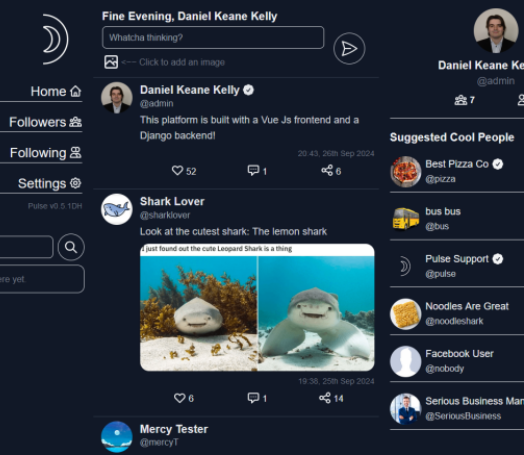 Home
Followers
Following
Settings
Pulse v0.5.1DH
ere yet.
Fine Evening, Daniel Keane Kelly
Whatcha thinking?
<--- Click to add an image
Daniel Keane Kelly
@admin
This platform is built with a Vue Js frontend and a
Django backend!
20:43, 26th Sep 2024
52 1 6
Shark Lover
@sharklover
Look at the cutest shark: The lemon shark
I just found out the cute Leopard Shark is a thing
19:38, 25th Sep 2024
6 1 14
Mercy Tester
@mercyT
Daniel Keane Ke
@admin
7
Suggested Cool People
Best Pizza Co
@pizza
bus bus
@bus
Pulse Support
@pulse
Noodles Are Great
@noodleshark
Facebook User
@nobody
Serious Business Man
@SeriousBusiness